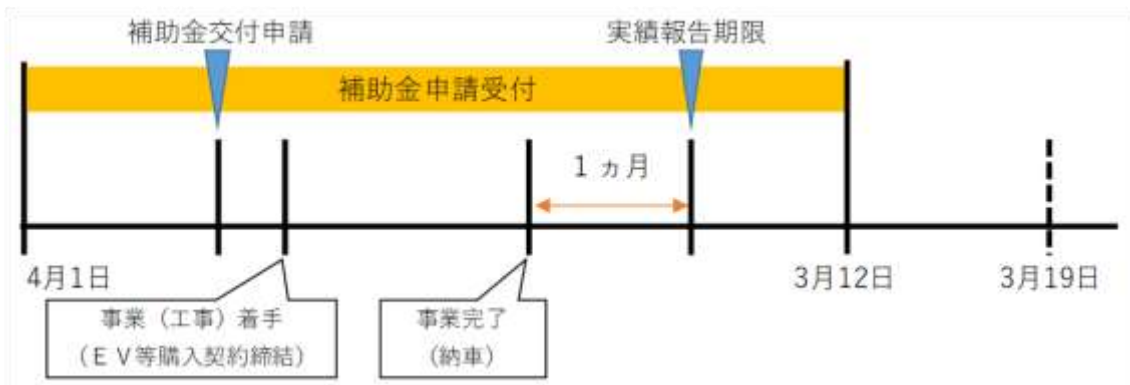 補助金交付申請
実績報告期限
補助金申請受付
1 ヵ月
4月1日
3月12日
3月19日
事業（工事）着手
（ＥＶ等購入契約締結）
事業完了
（納車）